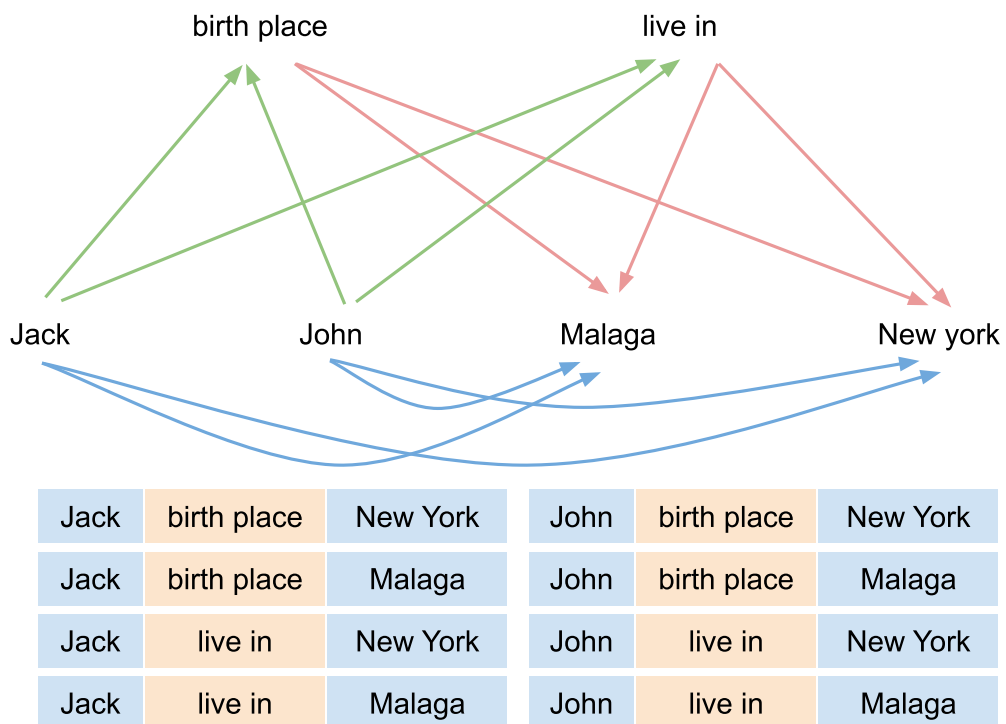 birth place live in
Jack John Malaga New york
Jack birth place New York John birth place New York
Jack birth place Malaga John birth place Malaga
Jack live in New York John live in New York
Jack live in Malaga John live in Malaga